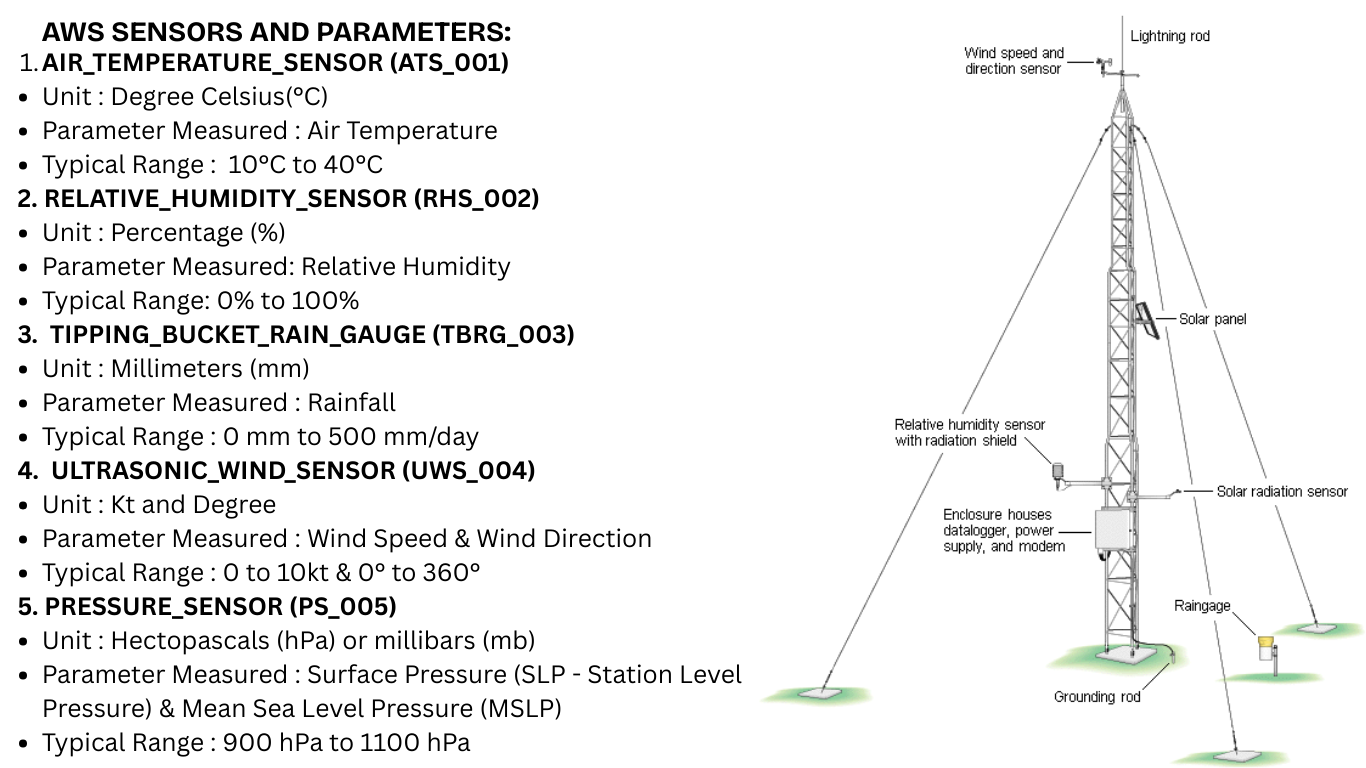 AWS SENSORS AND PARAMETERS:
1. AIR_TEMPERATURE_SENSOR (ATS_001)
• Unit : Degree Celsius(°C)
• Parameter Measured : Air Temperature
• Typical Range : 10°C to 40°C
2. RELATIVE_HUMIDITY_SENSOR (RHS_002)
• Unit : Percentage (%)
• Parameter Measured: Relative Humidity
• Typical Range: 0% to 100%
3. TIPPING_BUCKET_RAIN_GAUGE (TBRG_003)
• Unit : Millimeters (mm)
• Parameter Measured : Rainfall
• Typical Range : 0 mm to 500 mm/day
4. ULTRASONIC_WIND_SENSOR (UWS_004)
• Unit : Kt and Degree
• Parameter Measured : Wind Speed & Wind Direction
• Typical Range : 0 to 10kt & 0° to 360°
5. PRESSURE_SENSOR (PS_005)
• Unit : Hectopascals (hPa) or millibars (mb)
• Parameter Measured : Surface Pressure (SLP - Station Level
Pressure) & Mean Sea Level Pressure (MSLP)
• Typical Range : 900 hPa to 1100 hPa
Lightning rod
Wind speed and
direction sensor
Solar panel
Relative humidity sensor
with radiation shield
Solar radiation sensor
Enclosure houses
datalogger, power
supply, and modem
Raingage
Grounding rod